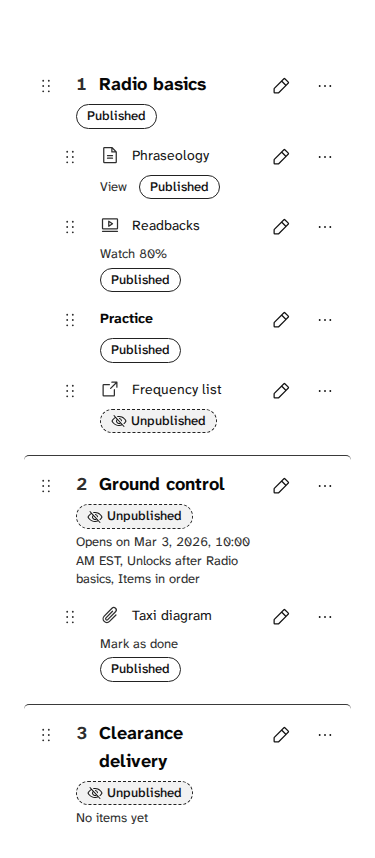 1 Radio basics
Published
Phraseology
View Published
Readbacks
Watch 80%
Published
Practice
Published
Frequency list
Unpublished
2 Ground control
Unpublished
Opens on Mar 3, 2026, 10:00
AM EST, Unlocks after Radio
basics, Items in order
Taxi diagram
Mark as done
Published
3 Clearance
delivery
Unpublished
No items yet